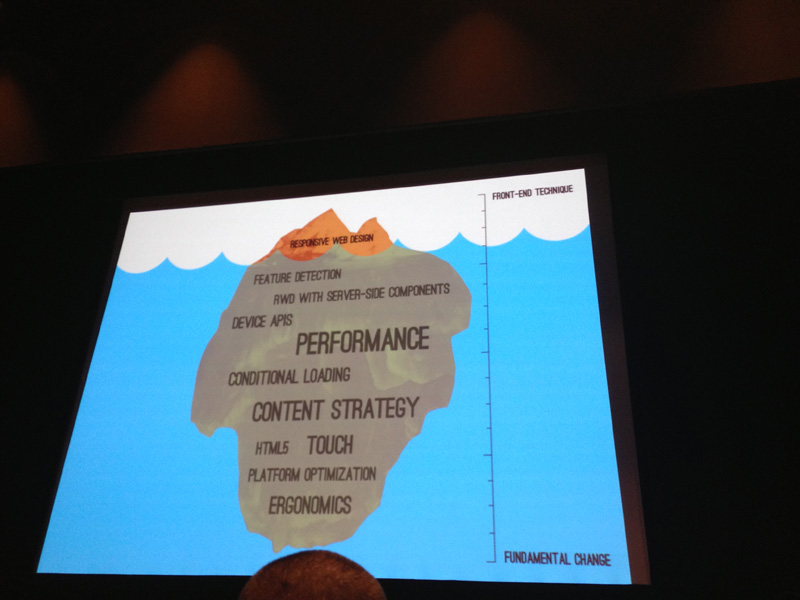 FRONT-END TECHNIQUE
RESPONSIVE WEB DESIGN
FEATURE DETECTION
RWD WITH SERVER-SIDE COMPONENTS
DEVICE APIS
PERFORMANCE
CONDITIONAL LOADING
CONTENT STRATEGY
HTML5 TOUCH
PLATFORM OPTIMIZATION
ERGONOMICS
FUNDAMENTAL CHANGE